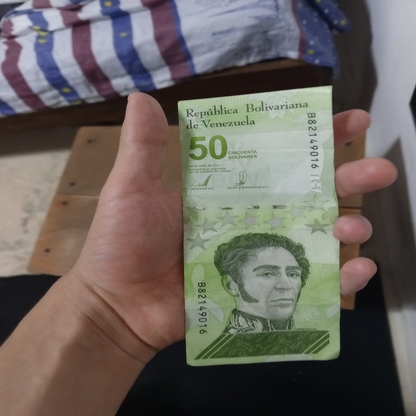 República Bolivariana
de Venezuela
50
CINCUENTA
BOLÍVARES
B82149016
B82149016